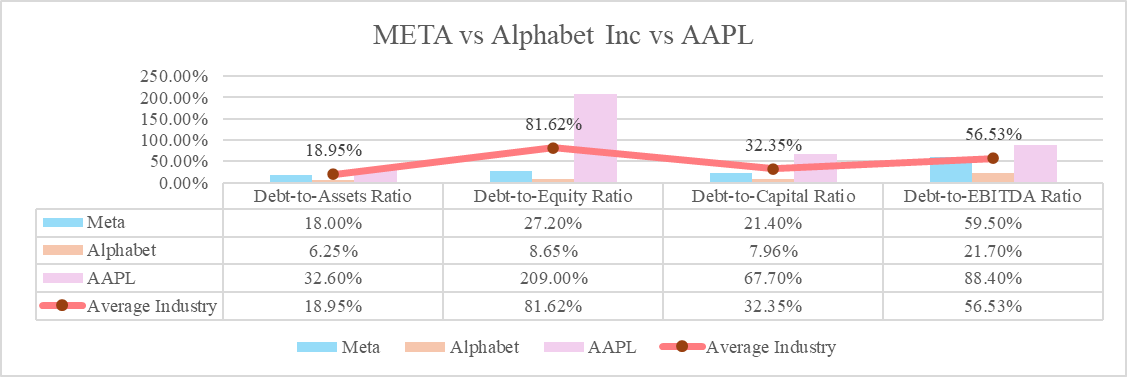 META vs Alphabet Inc vs AAPL
250.00%
200.00%
150.00%
100.00%
50.00%
0.00%
18.95%
81.62%
32.35%
56.53%
Debt-to-Assets Ratio Debt-to-Equity Ratio Debt-to-Capital Ratio Debt-to-EBITDA Ratio
Meta 18.00% 27.20% 21.40% 59.50%
Alphabet 6.25% 8.65% 7.96% 21.70%
AAPL 32.60% 209.00% 67.70% 88.40%
Average Industry 18.95% 81.62% 32.35% 56.53%
Meta Alphabet AAPL Average Industry